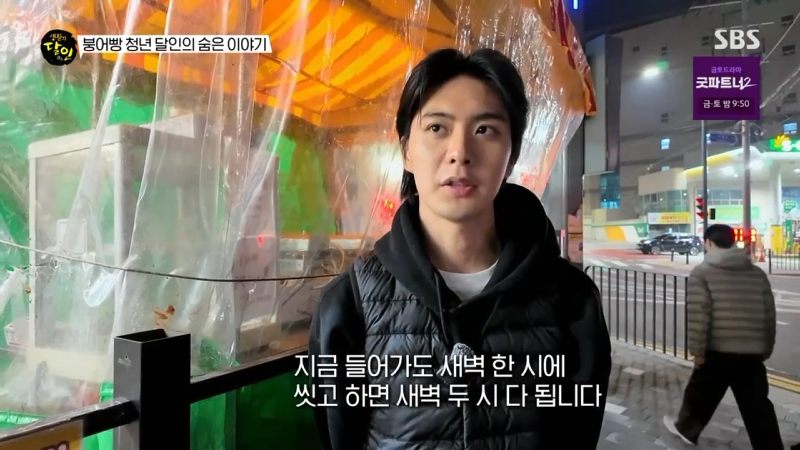 생활의 달인
붕어빵 청년 달인의 숨은 이야기
SBS
금토드라마
굿파트너2
금·토 밤 9:50
지금 들어가도 새벽 한 시에
씻고 하면 새벽 두 시 다 됩니다